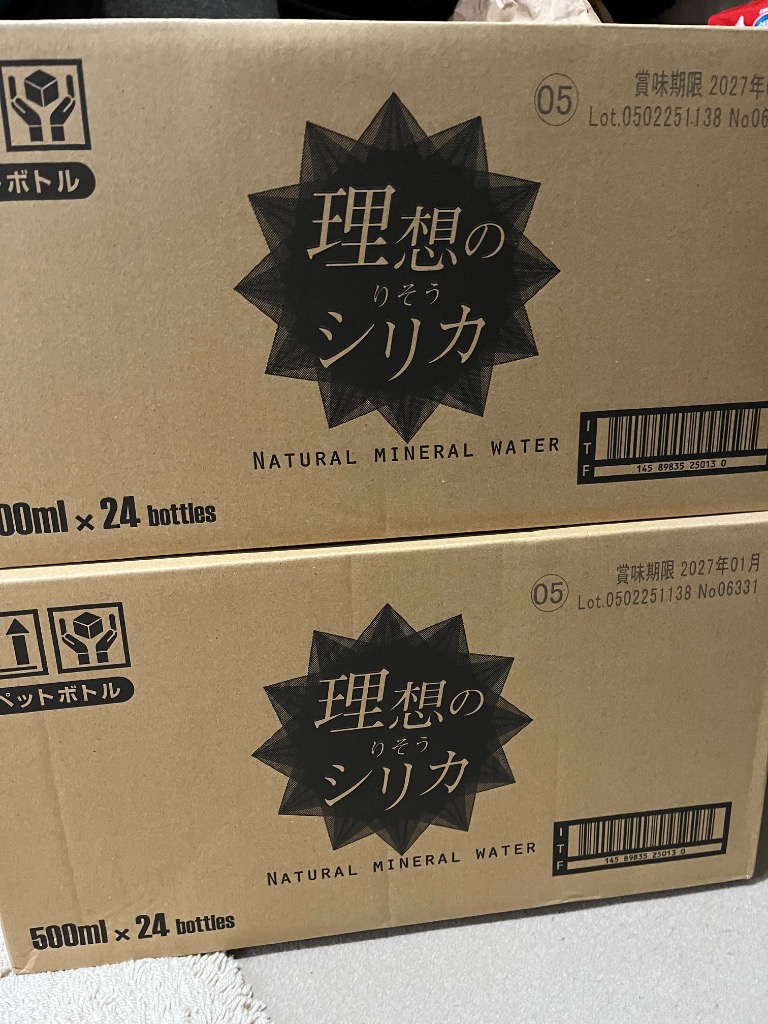 ボトル
05
賞味期限 2027年
Lot.0502251138 No06
理想の
りそう
シリカ
NATURAL MINERAL WATER
ITF
145 89835 25013 0
00ml × 24 bottles
ペットボトル
05
賞味期限 2027年01月
Lot.0502251138 No06331
理想の
りそう
シリカ
NATURAL MINERAL WATER
ITF
145 89835 25013 0
500ml × 24 bottles